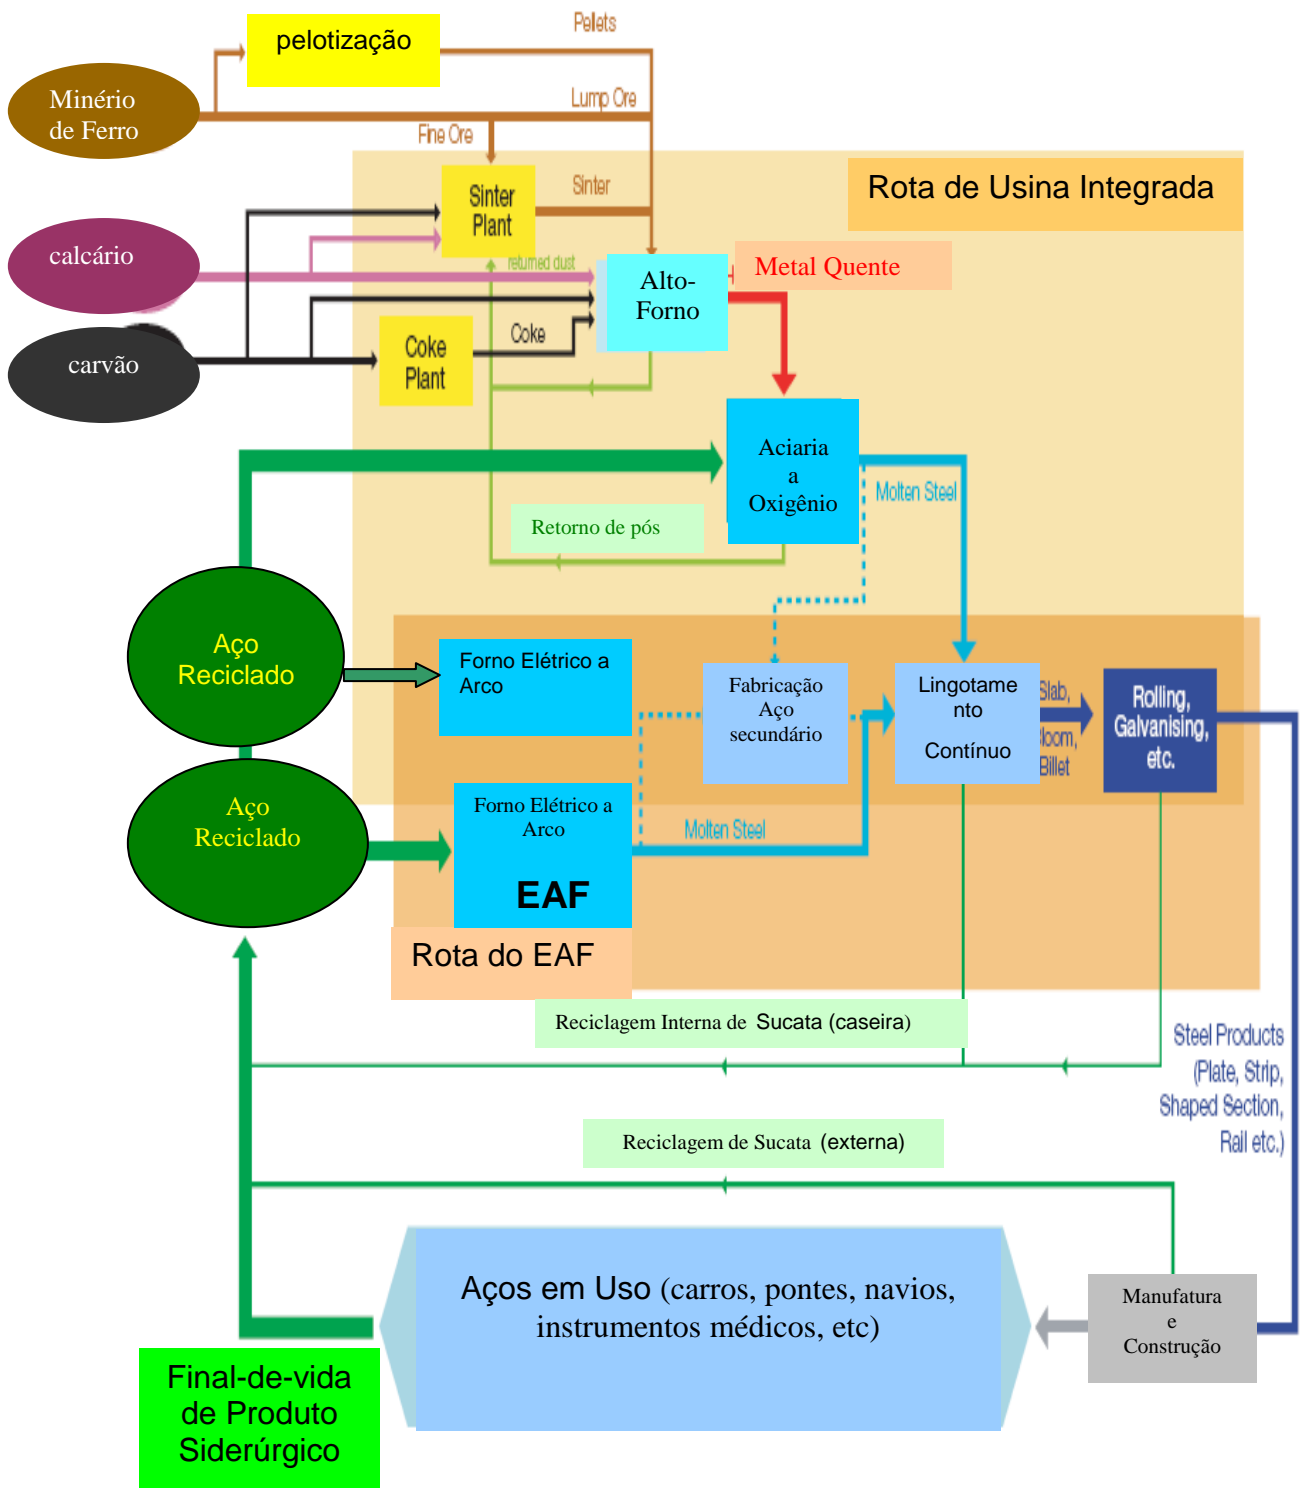 Pelets
pelotização
Minério
de Ferro
Lump Ore
Fine Ore
Rota de Usina Integrada
Sinter
Plant
Sinter
calcário
returned dust
Metal Quente
Alto-
Forno
carvão
Coke
Plant
Coke
Aciaria
a
Oxigênio
Molten Steel
Retorno de pós
Aço
Reciclado
Forno Elétrico a
Arco
Fabricação
Aço
secundário
Lingotame
nto
Contínuo
Slab,
Bloom,
Billet
Rolling,
Galvanising,
etc.
Aço
Reciclado
Forno Elétrico a
Arco
EAF
Molten Steel
Rota do EAF
Reciclagem Interna de Sucata (caseira)
Steel Products
(Plate, Strip,
Shaped Section,
Rail etc.)
Reciclagem de Sucata (externa)
Aços em Uso (carros, pontes, navios,
instrumentos médicos, etc)
Manufatura
e
Construção
Final-de-vida
de Produto
Siderúrgico